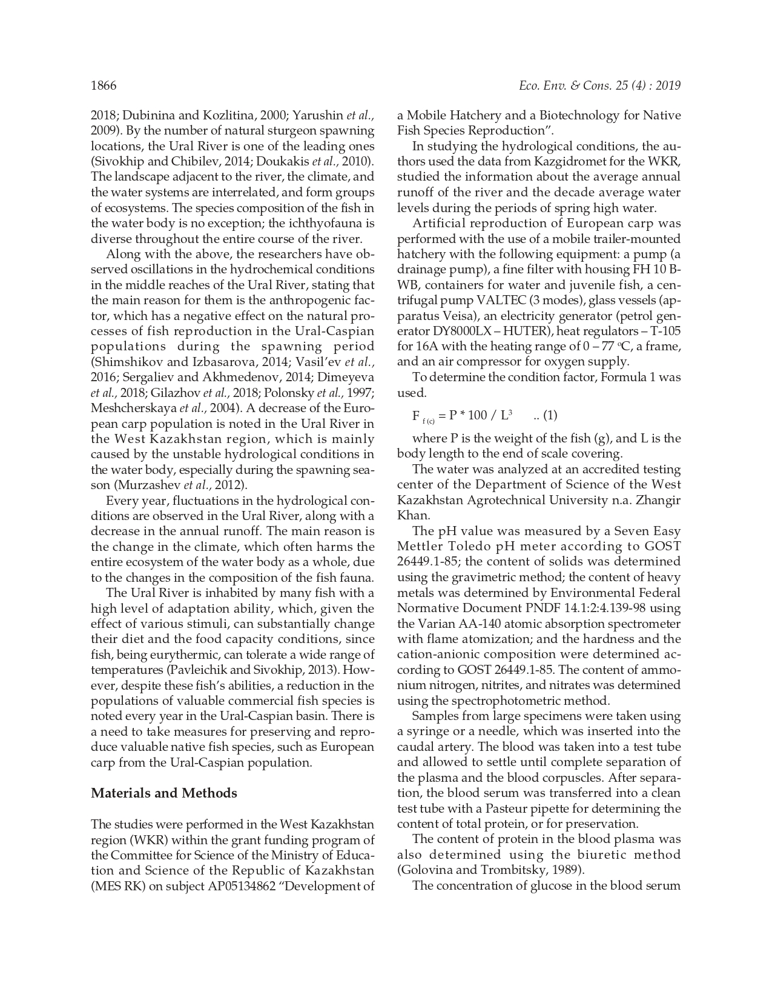 1866
Eco. Env. & Cons. 25 (4) : 2019
2018; Dubinina and Kozlitina, 2000; Yarushin et al.,
2009). By the number of natural sturgeon spawning
locations, the Ural River is one of the leading ones
(Sivokhip and Chibilev, 2014; Doukakis et al., 2010).
The landscape adjacent to the river, the climate, and
the water systems are interrelated, and form groups
of ecosystems. The species composition of the fish in
the water body is no exception; the ichthyofauna is
diverse throughout the entire course of the river.
Along with the above, the researchers have ob-
served oscillations in the hydrochemical conditions
in the middle reaches of the Ural River, stating that
the main reason for them is the anthropogenic fac-
tor, which has a negative effect on the natural pro-
cesses of fish reproduction in the Ural-Caspian
populations during the spawning period
(Shimshikov and Izbasarova, 2014; Vasil'ev et al.,
2016; Sergaliev and Akhmedenov, 2014; Dimeyeva
et al., 2018; Gilazhov et al., 2018; Polonsky et al., 1997;
Meshcherskaya et al., 2004). A decrease of the Euro-
pean carp population is noted in the Ural River in
the West Kazakhstan region, which is mainly
caused by the unstable hydrological conditions in
the water body, especially during the spawning sea-
son (Murzashev et al., 2012).
Every year, fluctuations in the hydrological con-
ditions are observed in the Ural River, along with a
decrease in the annual runoff. The main reason is
the change in the climate, which often harms the
entire ecosystem of the water body as a whole, due
to the changes in the composition of the fish fauna.
The Ural River is inhabited by many fish with a
high level of adaptation ability, which, given the
effect of various stimuli, can substantially change
their diet and the food capacity conditions, since
fish, being eurythermic, can tolerate a wide range of
temperatures (Pavleichik and Sivokhip, 2013). How-
ever, despite these fish's abilities, a reduction in the
populations of valuable commercial fish species is
noted every year in the Ural-Caspian basin. There is
a need to take measures for preserving and repro-
duce valuable native fish species, such as European
carp from the Ural-Caspian population.
Materials and Methods
The studies were performed in the West Kazakhstan
region (WKR) within the grant funding program of
the Committee for Science of the Ministry of Educa-
tion and Science of the Republic of Kazakhstan
(MES RK) on subject AP05134862 “Development of
a Mobile Hatchery and a Biotechnology for Native
Fish Species Reproduction”.
In studying the hydrological conditions, the au-
thors used the data from Kazgidromet for the WKR,
studied the information about the average annual
runoff of the river and the decade average water
levels during the periods of spring high water.
Artificial reproduction of European carp was
performed with the use of a mobile trailer-mounted
hatchery with the following equipment: a pump (a
drainage pump), a fine filter with housing FH 10 B-
WB, containers for water and juvenile fish, a cen-
trifugal pump VALTEC (3 modes), glass vessels (ap-
paratus Veisa), an electricity generator (petrol gen-
erator DY8000LX – HUTER), heat regulators – T-105
for 16A with the heating range of 0 – 77 ºC, a frame,
and an air compressor for oxygen supply.
To determine the condition factor, Formula 1 was
used.
F f (c) = P * 100 / L³ .. (1)
where P is the weight of the fish (g), and L is the
body length to the end of scale covering.
The water was analyzed at an accredited testing
center of the Department of Science of the West
Kazakhstan Agrotechnical University n.a. Zhangir
Khan.
The pH value was measured by a Seven Easy
Mettler Toledo pH meter according to GOST
26449.1-85; the content of solids was determined
using the gravimetric method; the content of heavy
metals was determined by Environmental Federal
Normative Document PNDF 14.1:2:4.139-98 using
the Varian AA-140 atomic absorption spectrometer
with flame atomization; and the hardness and the
cation-anionic composition were determined ac-
cording to GOST 26449.1-85. The content of ammo-
nium nitrogen, nitrites, and nitrates was determined
using the spectrophotometric method.
Samples from large specimens were taken using
a syringe or a needle, which was inserted into the
caudal artery. The blood was taken into a test tube
and allowed to settle until complete separation of
the plasma and the blood corpuscles. After separa-
tion, the blood serum was transferred into a clean
test tube with a Pasteur pipette for determining the
content of total protein, or for preservation.
The content of protein in the blood plasma was
also determined using the biuretic method
(Golovina and Trombitsky, 1989).
The concentration of glucose in the blood serum